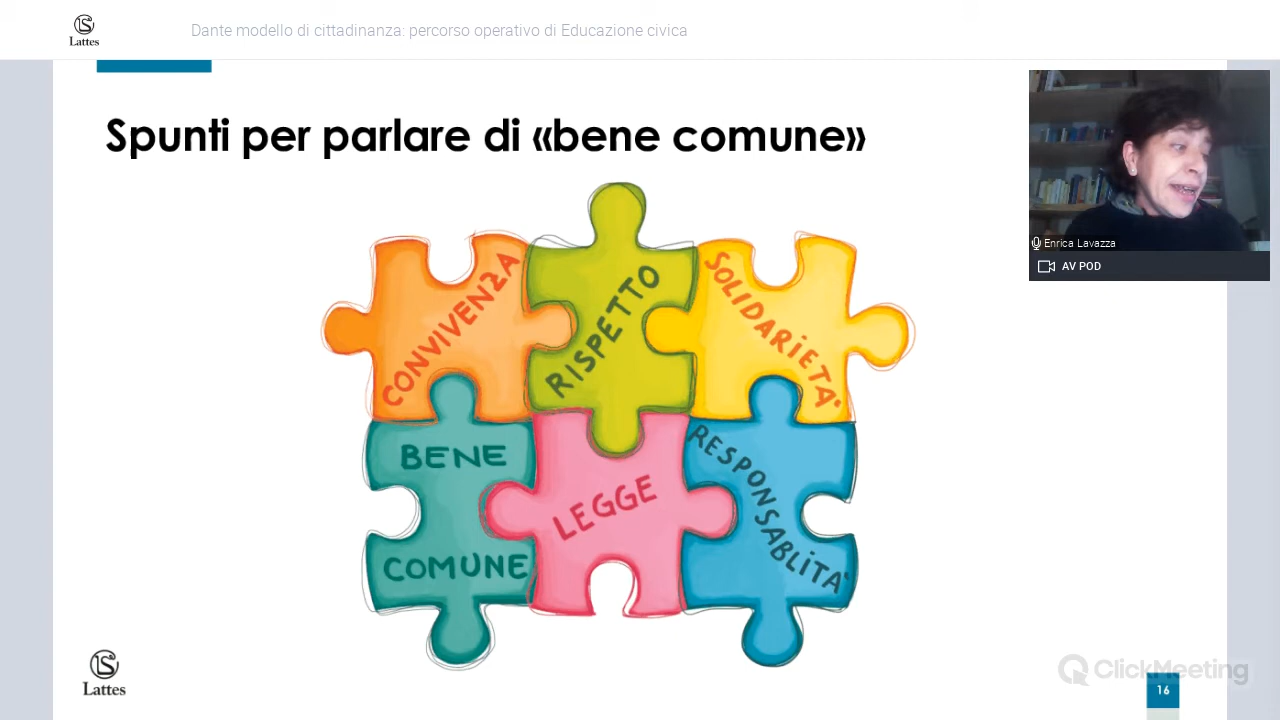 Lattes
Dante modello di cittadinanza: percorso operativo di Educazione civica
Spunti per parlare di «bene comune»
Enrica Lavazza
AV POD
CONVIVENZA
RISPETTO
SOLIDARIETÀ
BENE
COMUNE
LEGGE
RESPONSABLITÀ
Lattes
ClickMeeting
16